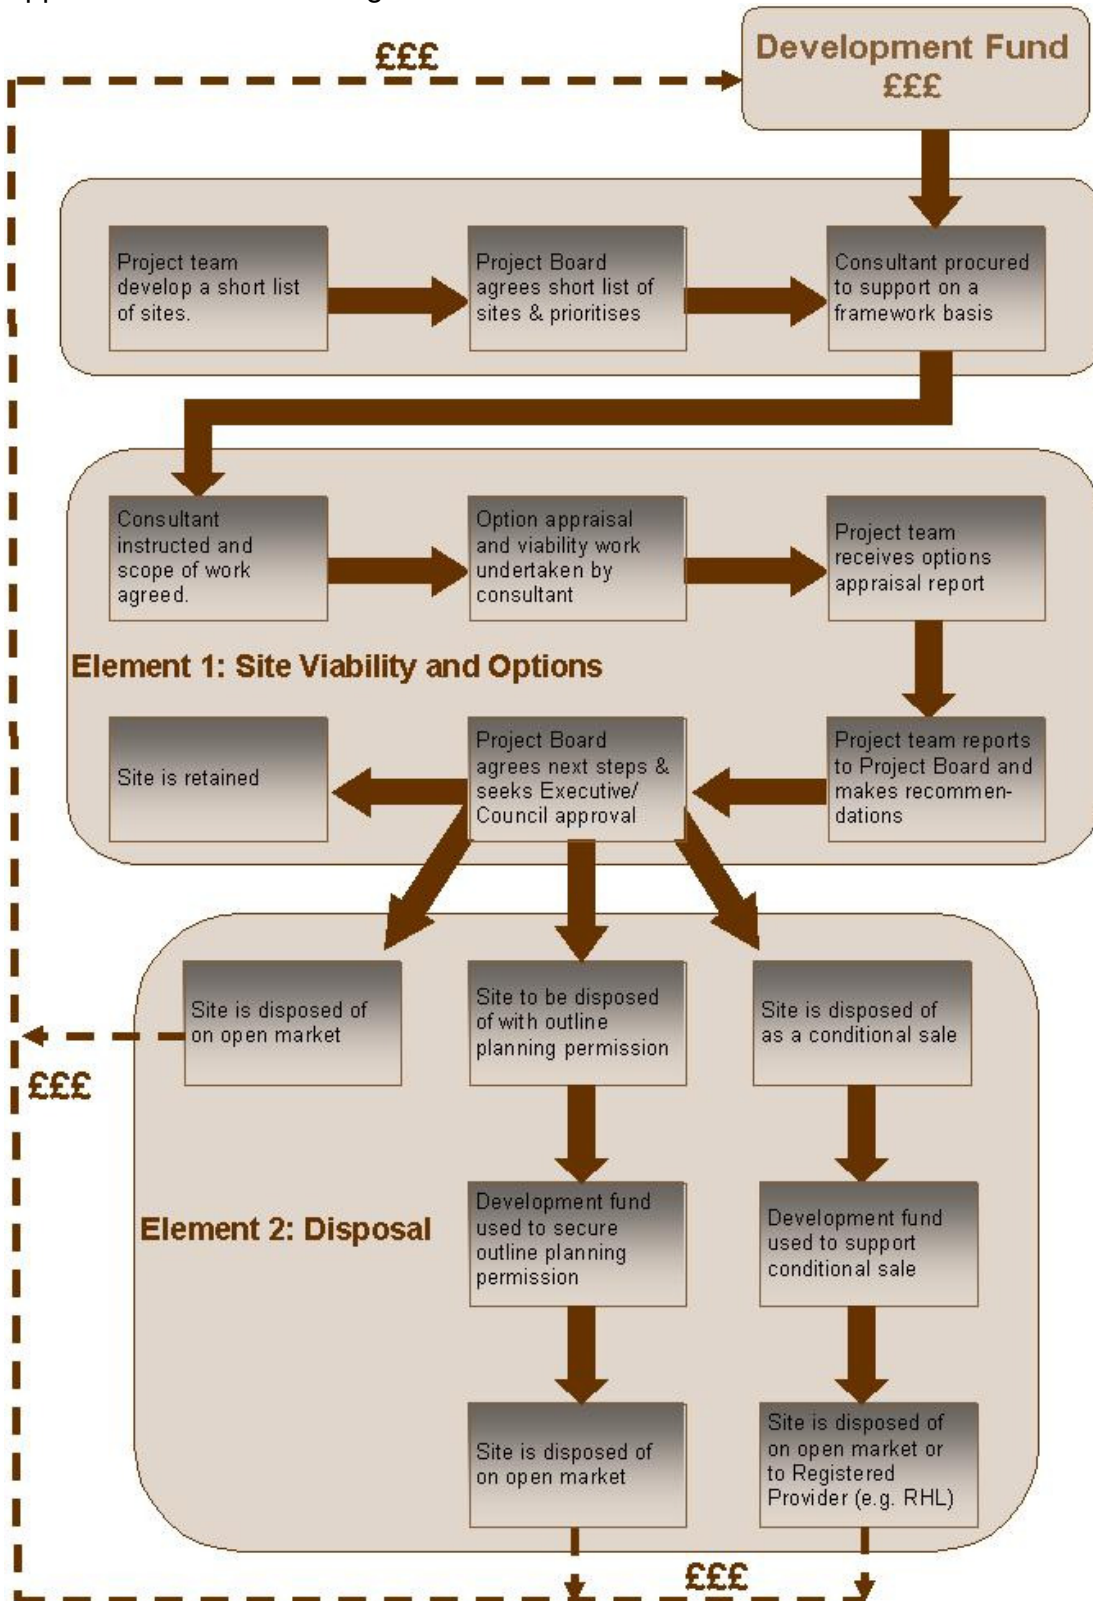 £££
Development Fund
£££
Project team
develop a short list
of sites.
Project Board
agrees short list of
sites & prioritises
Consultant procured
to support on a
framework basis
Consultant
instructed and
scope of work
agreed.
Option appraisal
and viability work
undertaken by
consultant
Project team
receives options
appraisal report
Element 1: Site Viability and Options
Site is retained
Project Board
agrees next steps &
seeks Executive/
Council approval
Project team reports
to Project Board and
makes recommen-
dations
Site is disposed of
on open market
Site to be disposed
of with outline
planning permission
Site is disposed of
as a conditional sale
£££
Element 2: Disposal
Development fund
used to secure
outline planning
permission
Development fund
used to support
conditional sale
Site is disposed of
on open market
Site is disposed of
on open market or
to Registered
Provider (e.g. RHL)
£££